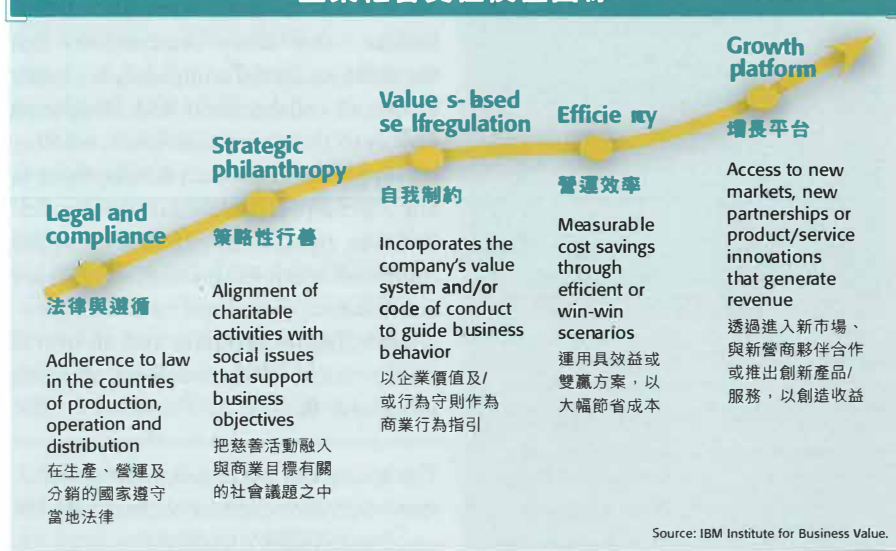 Legal and
compliance
法律與遵循
Adherence to law
in the countries
of production,
operation and
distribution
在生產、營運及
分銷的國家遵守
當地法律
Strategic
philanthropy
策略性行善
Alignment of
charitable
activities with
social issues
that support
business
objectives
把慈善活動融入
與商業目標有關
的社會議題之中
Value s- bsed
se lfregulation
自我制約
Incorporates the
company's value
system and/or
code of conduct
to guide business
behavior
以企業價值及/
或行為守則作為
商業行為指引
Efficie
營運效率
Measurable
cost savings
through
efficient or
win-win
scenarios
運用具效益或
雙贏方案，以
大幅節省成本
Growth
platform
增長平台
Access to new
markets, new
partnerships or
product/service
innovations
that generate
revenue
透過進入新市場、
與新營商夥伴合作
或推出創新產品/
服務，以創造收益
Source: IBM Institute for Business Value.